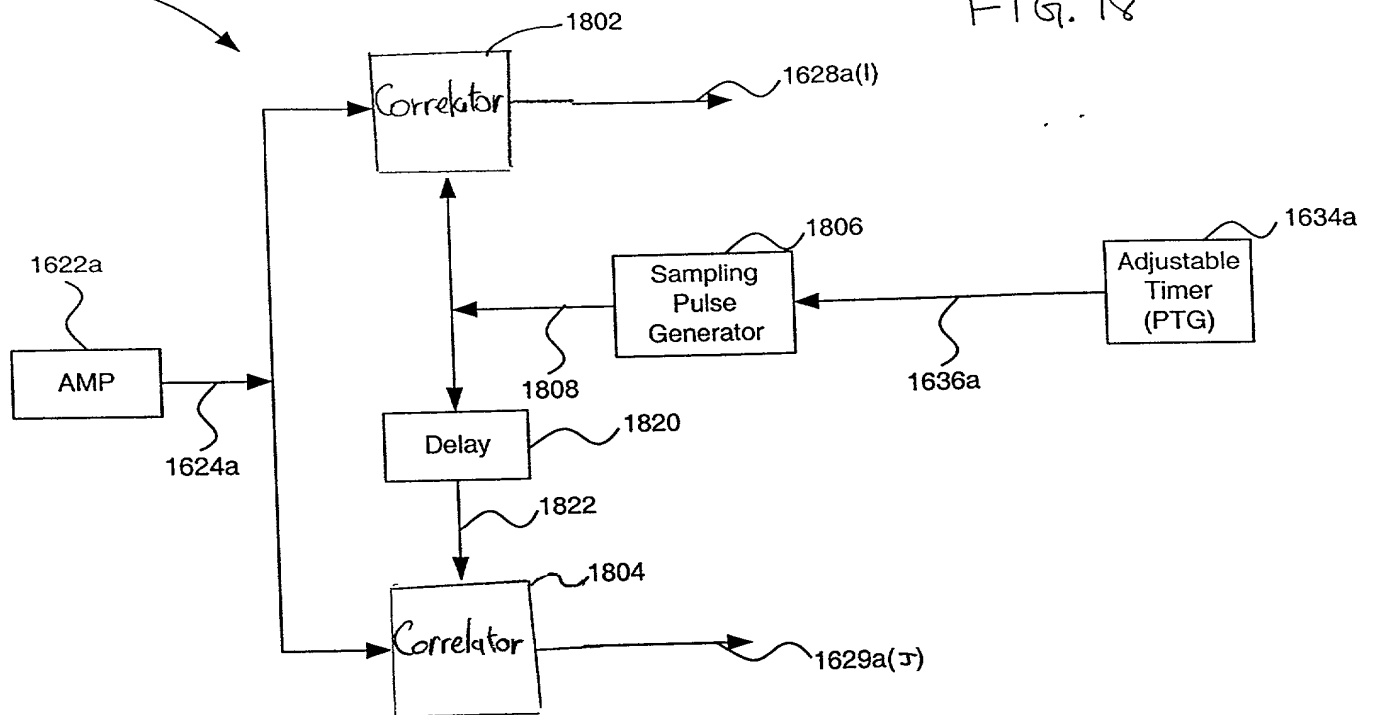 FIG. 18
1802
Correlator
1628a(I)
1806
1634a
Sampling
Pulse
Generator
Adjustable
Timer
(PTG)
1622a
AMP
1808
1636a
1624a
Delay
1820
1822
1804
Correlator
1629a(J)